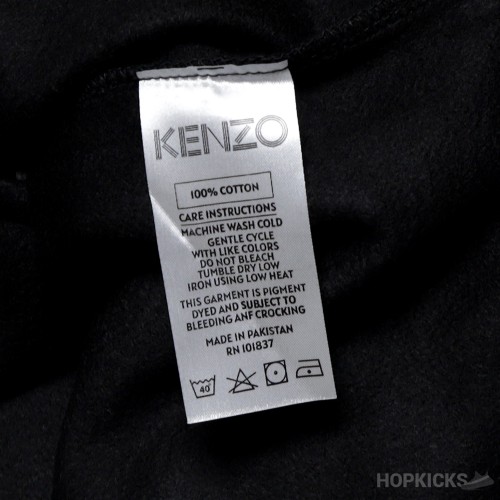 KENZO
100% COTTON
CARE INSTRUCTIONS
MACHINE WASH COLD
GENTLE CYCLE
WITH LIKE COLORS
DO NOT BLEACH
TUMBLE DRY LOW
IRON USING LOW HEAT
THIS GARMENT IS PIGMENT
DYED AND SUBJECT TO
BLEEDING ANF CROCKING
MADE IN PAKISTAN
RN 101837
40
HOPKICKS